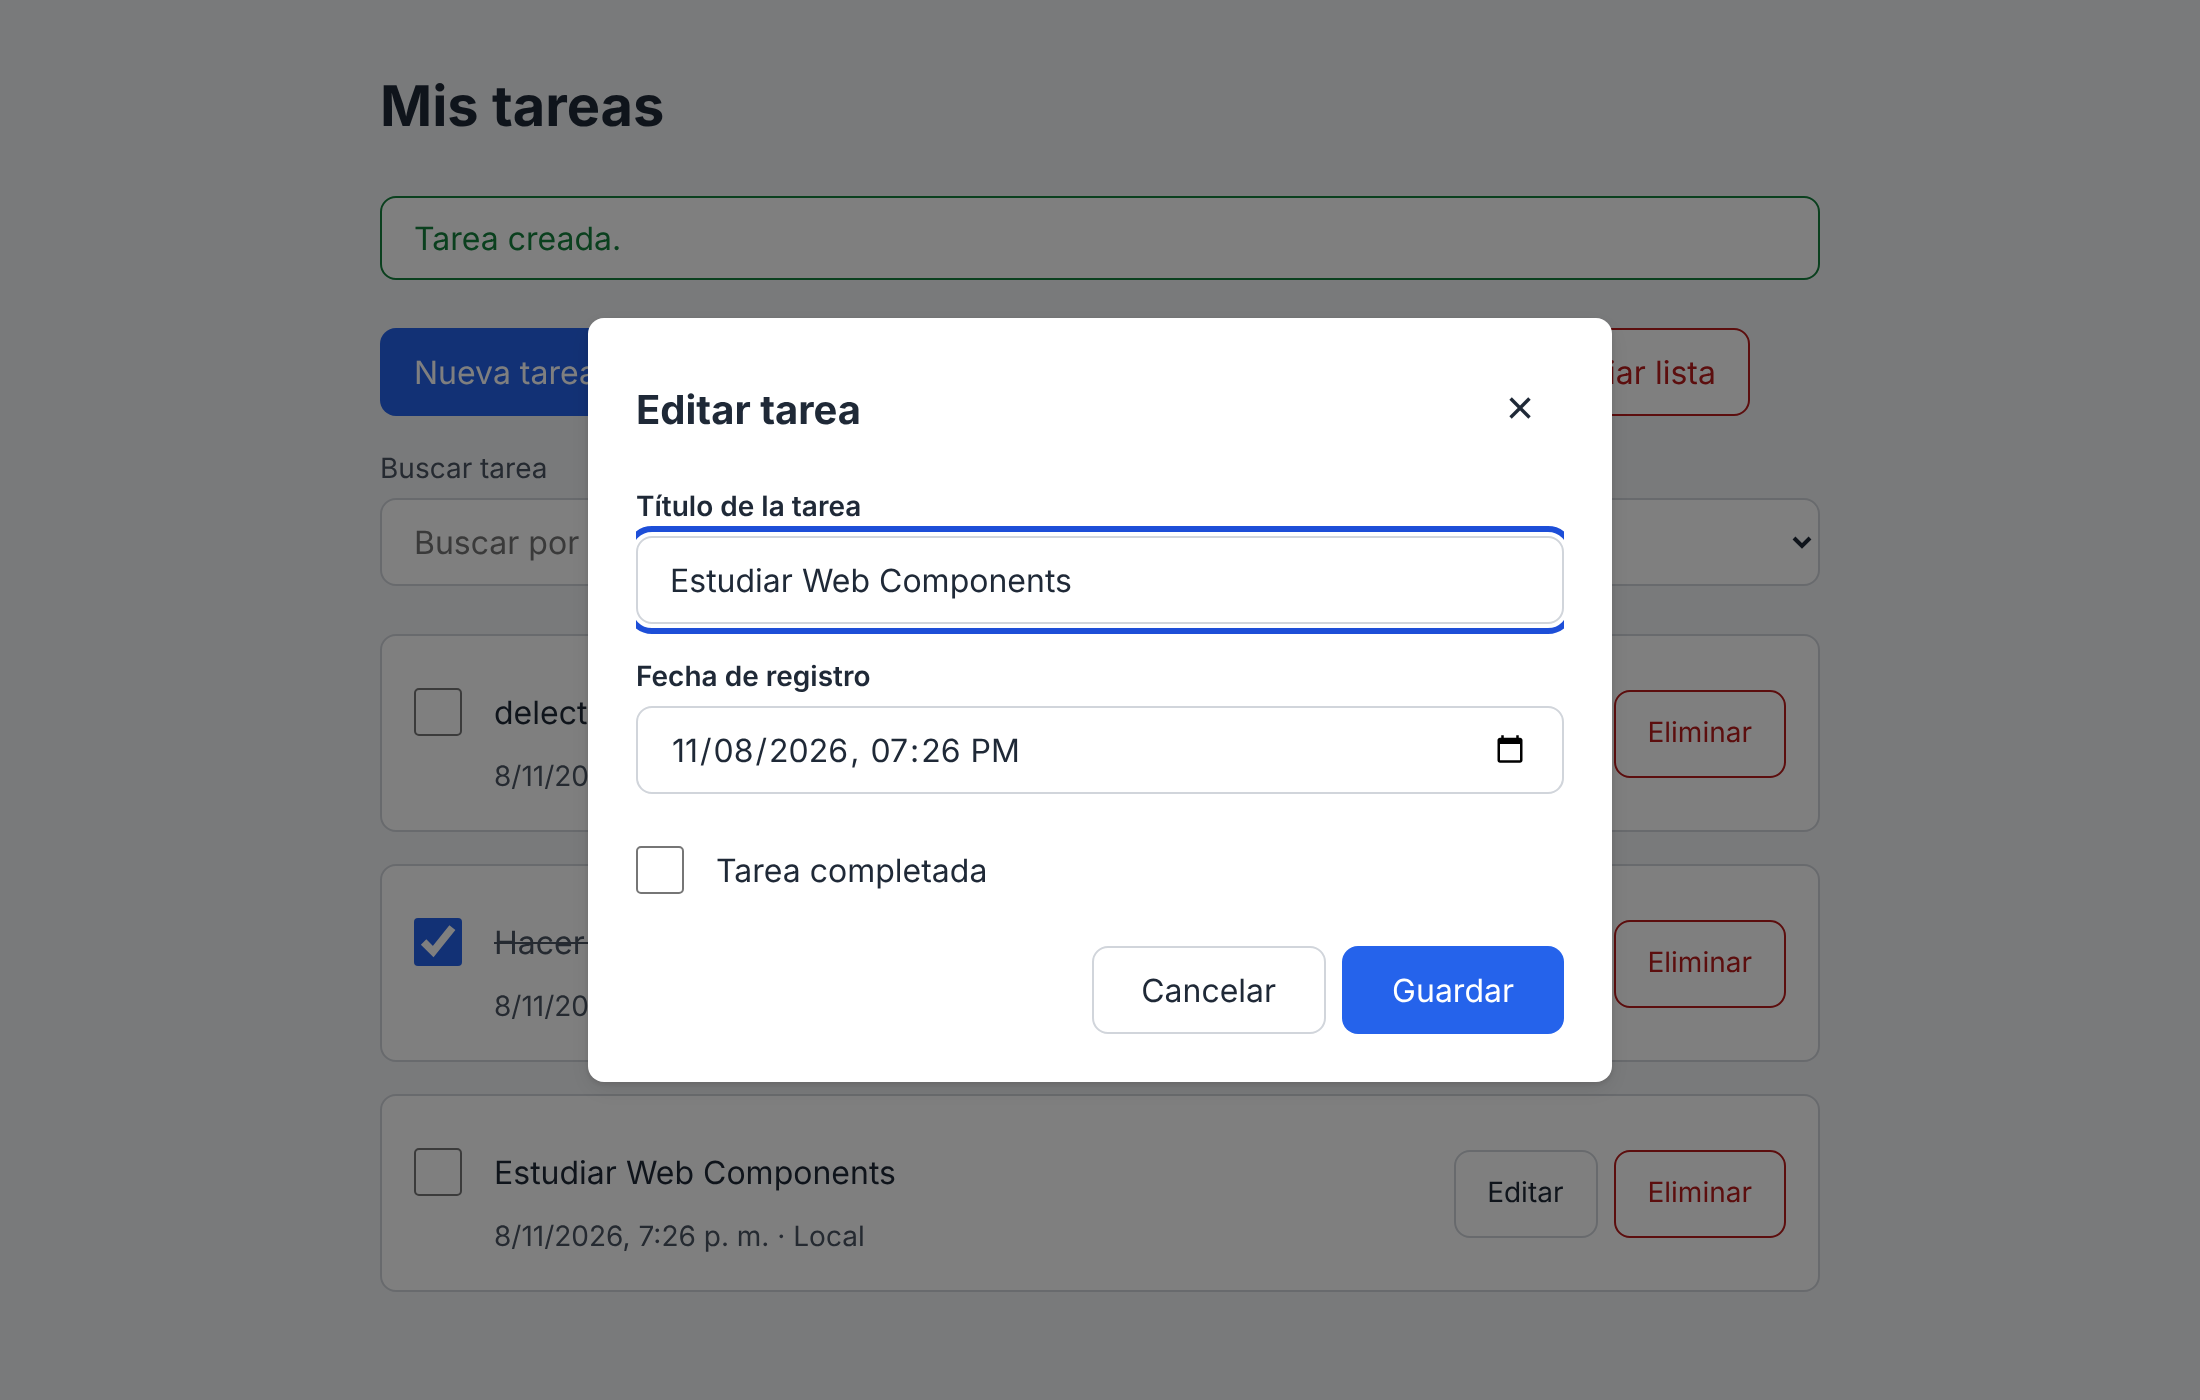 Mis tareas
Tarea creada.
Nueva tarea
iar lista
Buscar tarea
Buscar por
Editar tarea
Título de la tarea
Estudiar Web Components
Fecha de registro
11/08/2026, 07:26 PM
Tarea completada
Cancelar Guardar
delect
8/11/20
Eliminar
Hacer
8/11/20
Eliminar
Estudiar Web Components
8/11/2026, 7:26 p. m. · Local
Editar Eliminar